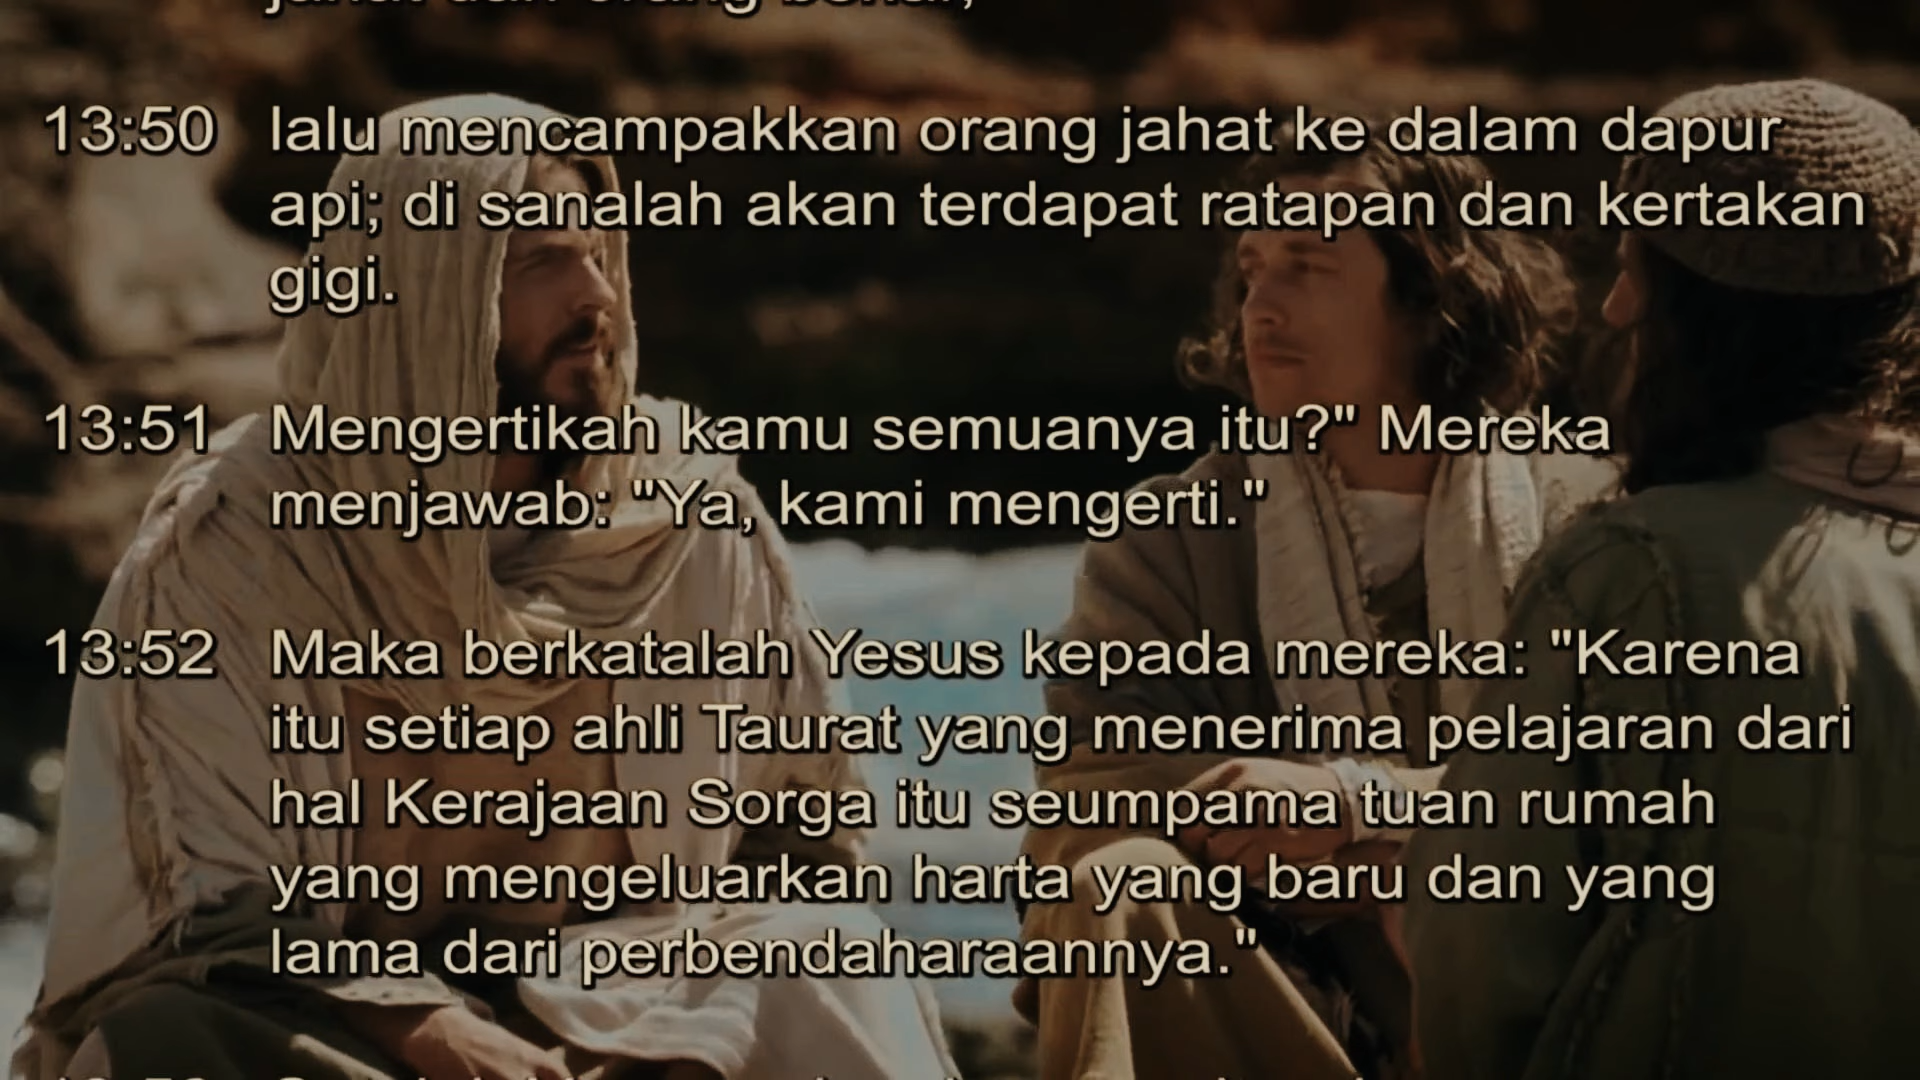 13:50 lalu mencampakkan orang jahat ke dalam dapur
api; di sanalah akan terdapat ratapan dan kertakan
gigi.
13:51 Mengertikah kamu semuanya itu?" Mereka
menjawab: "Ya, kami mengerti."
13:52 Maka berkatalah Yesus kepada mereka: "Karena
itu setiap ahli Taurat yang menerima pelajaran dari
hal Kerajaan Sorga itu seumpama tuan rumah
yang mengeluarkan harta yang baru dan yang
lama dari perbendaharaannya."